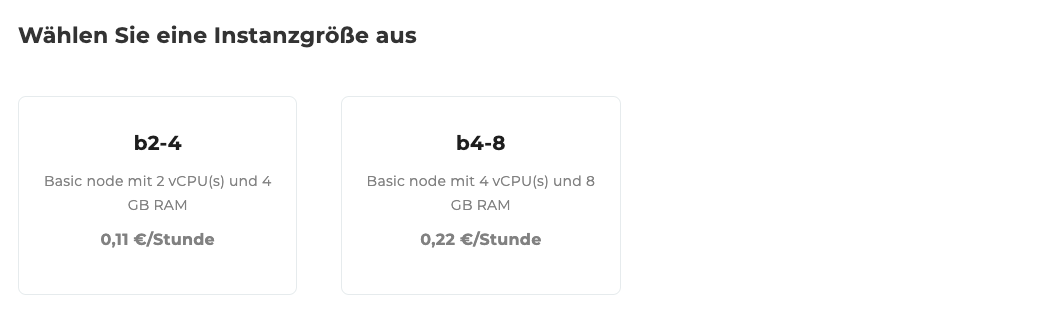 Wählen Sie eine Instanzgröße aus
b2-4
Basic node mit 2 vCPU(s) und 4
GB RAM
0,11 €/Stunde
b4-8
Basic node mit 4 vCPU(s) und 8
GB RAM
0,22 €/Stunde